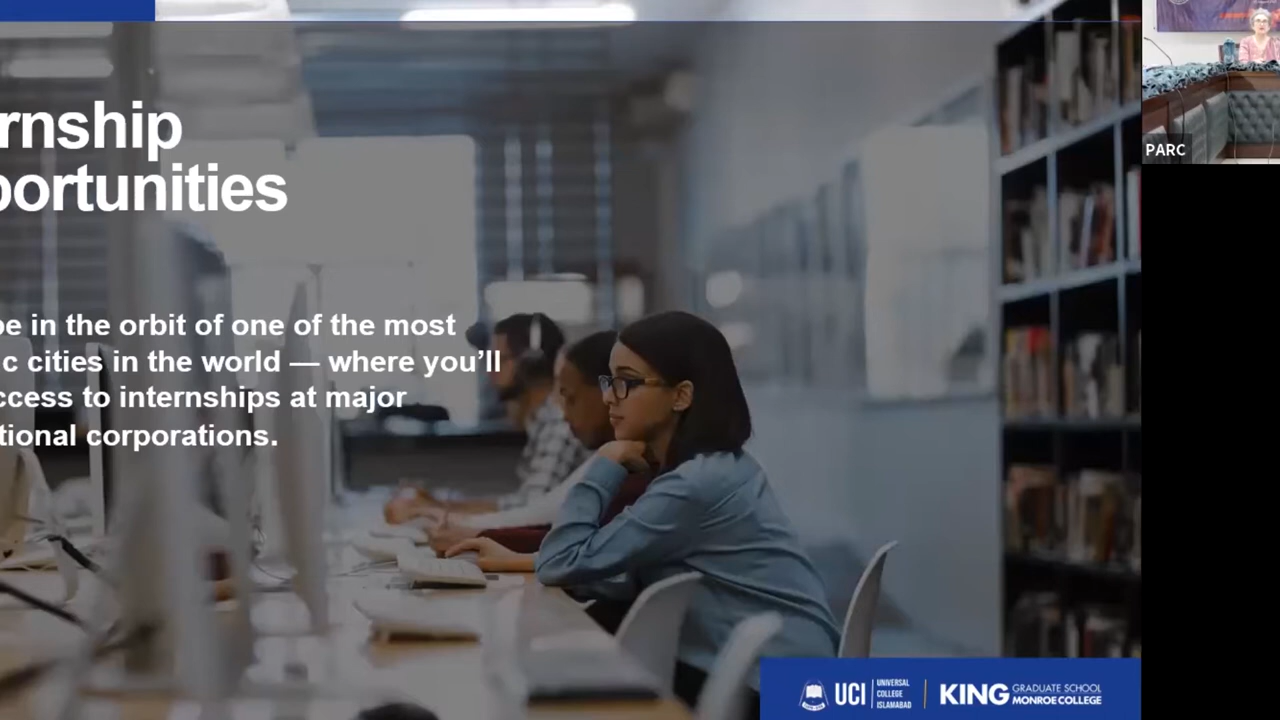 rnship
portunities
be in the orbit of one of the most
c cities in the world — where you'll
ccess to internships at major
tional corporations.
PARC
UCI UNIVERSAL COLLEGE ISLAMABAD KING GRADUATE SCHOOL MONROE COLLEGE